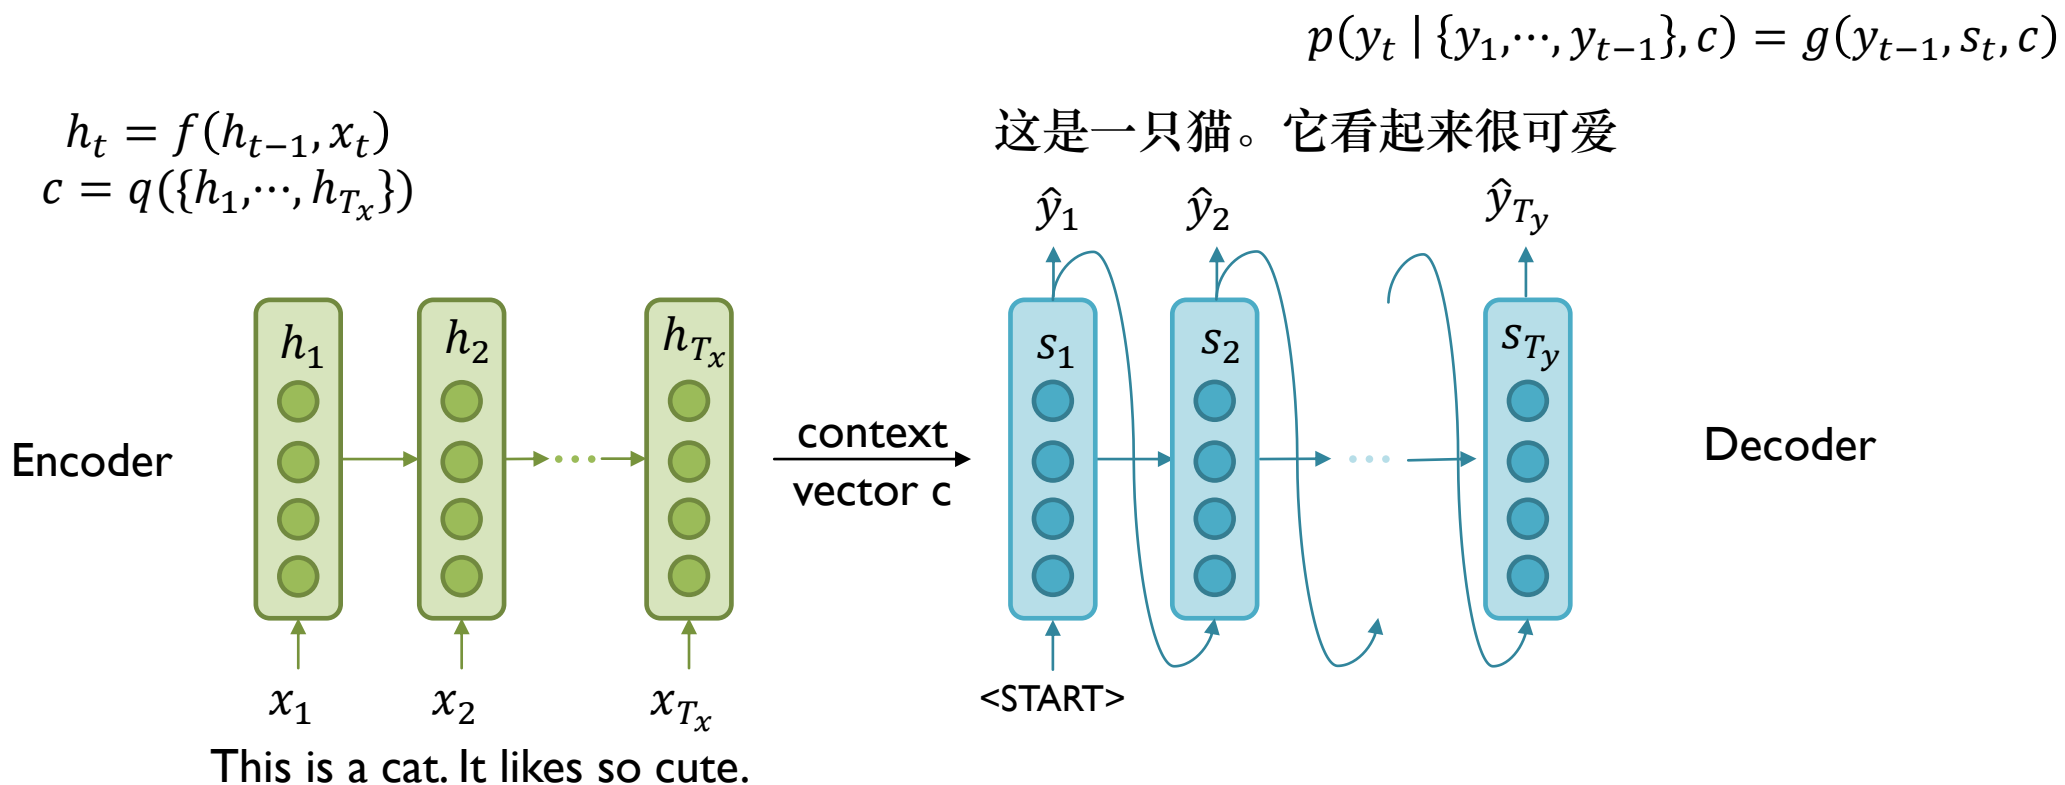 p(y_t | {y_1,⋯, y_{t−1}}, c) = g(y_{t−1}, s_t, c)
h_t = f(h_{t−1}, x_t)
c = q({h_1,⋯, h_{T_x}})
这是一只猫。它看起来很可爱
ŷ_1 ŷ_2 ŷ_{T_y}
h_1 h_2 h_{T_x} s_1 s_2 s_{T_y}
Encoder
context
vector c
Decoder
x_1 x_2 x_{T_x}
<START>
This is a cat. It likes so cute.